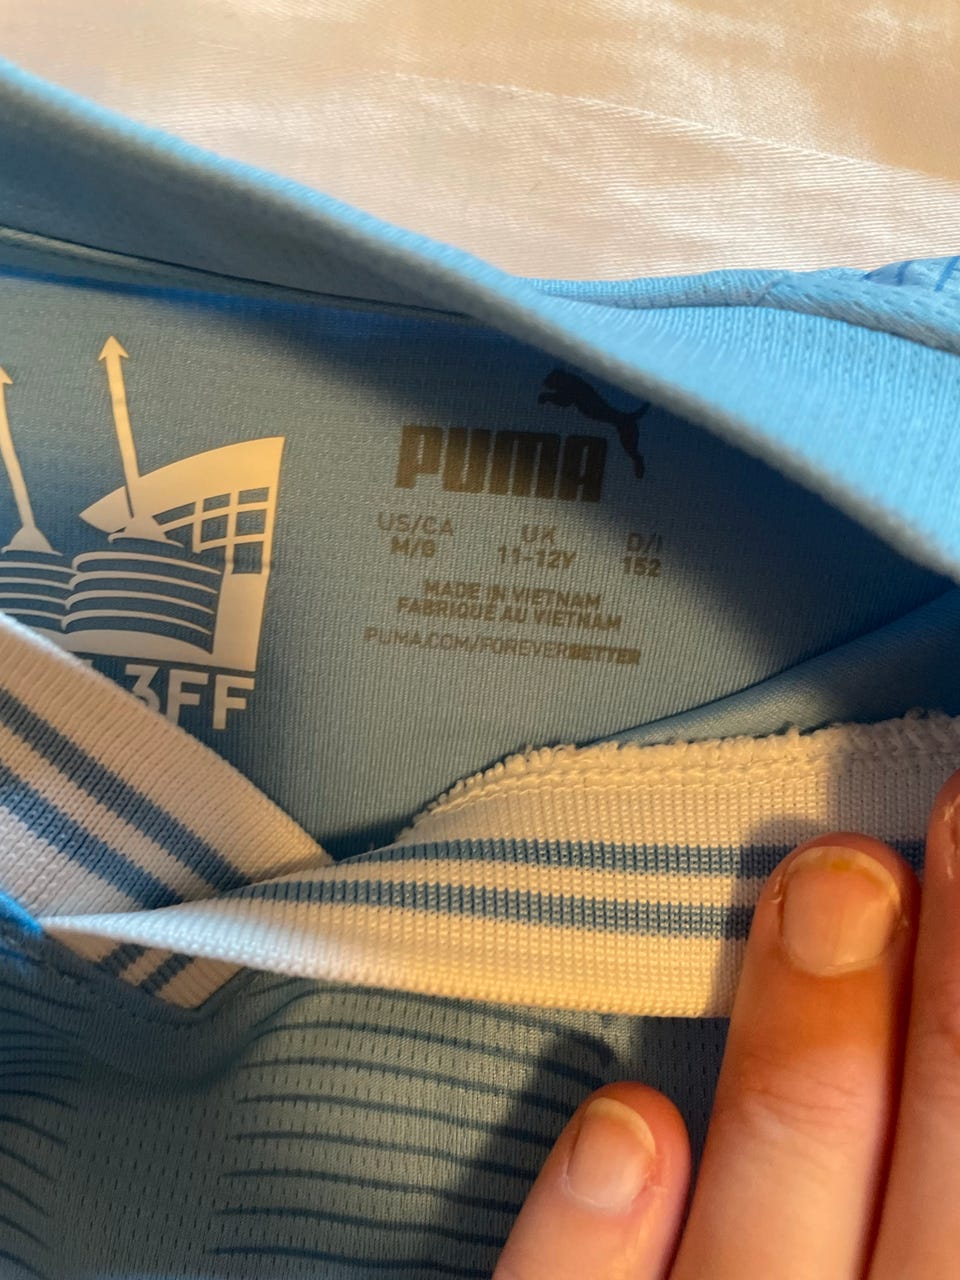 PUMA
US/CA UK D/I
M/G 11-12Y 152
MADE IN VIETNAM
FABRIQUÉ AU VIETNAM
PUMA.COM/FOREVERBETTER
3FF